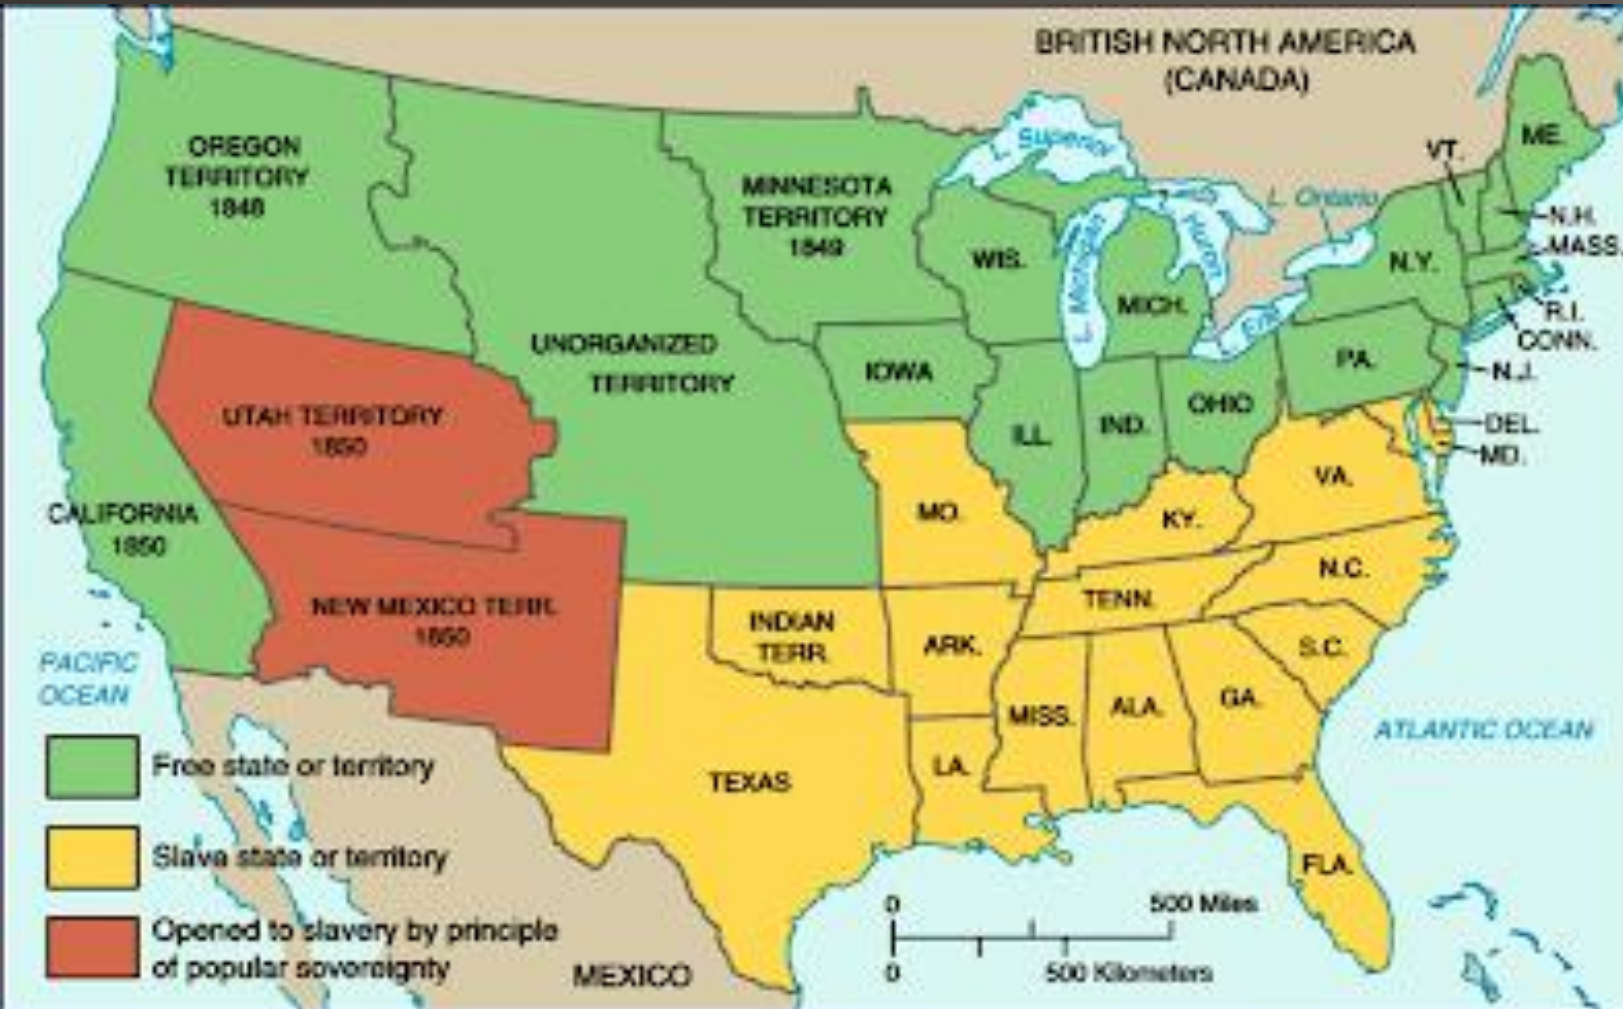 BRITISH NORTH AMERICA
(CANADA)
OREGON
TERRITORY
1848
MINNESOTA
TERRITORY
1849
L. Superior
VT.
ME.
L. Ontario
N.H.
MASS.
WIS.
L. Michigan
Huron
N.Y.
MICH.
R.I.
L. Erie
CONN.
UNORGANIZED
TERRITORY
IOWA
PA.
N.J.
UTAH TERRITORY
1850
ILL.
IND.
OHIO
DEL.
MD.
CALIFORNIA
1850
MO.
KY.
VA.
NEW MEXICO TERR.
1850
INDIAN
TERR.
ARK.
TENN.
N.C.
S.C.
PACIFIC
OCEAN
MISS.
ALA.
GA.
ATLANTIC OCEAN
TEXAS
LA.
FLA.
Free state or territory
Slave state or territory
Opened to slavery by principle
of popular sovereignty
MEXICO
0 500 Miles
0 500 Kilometers